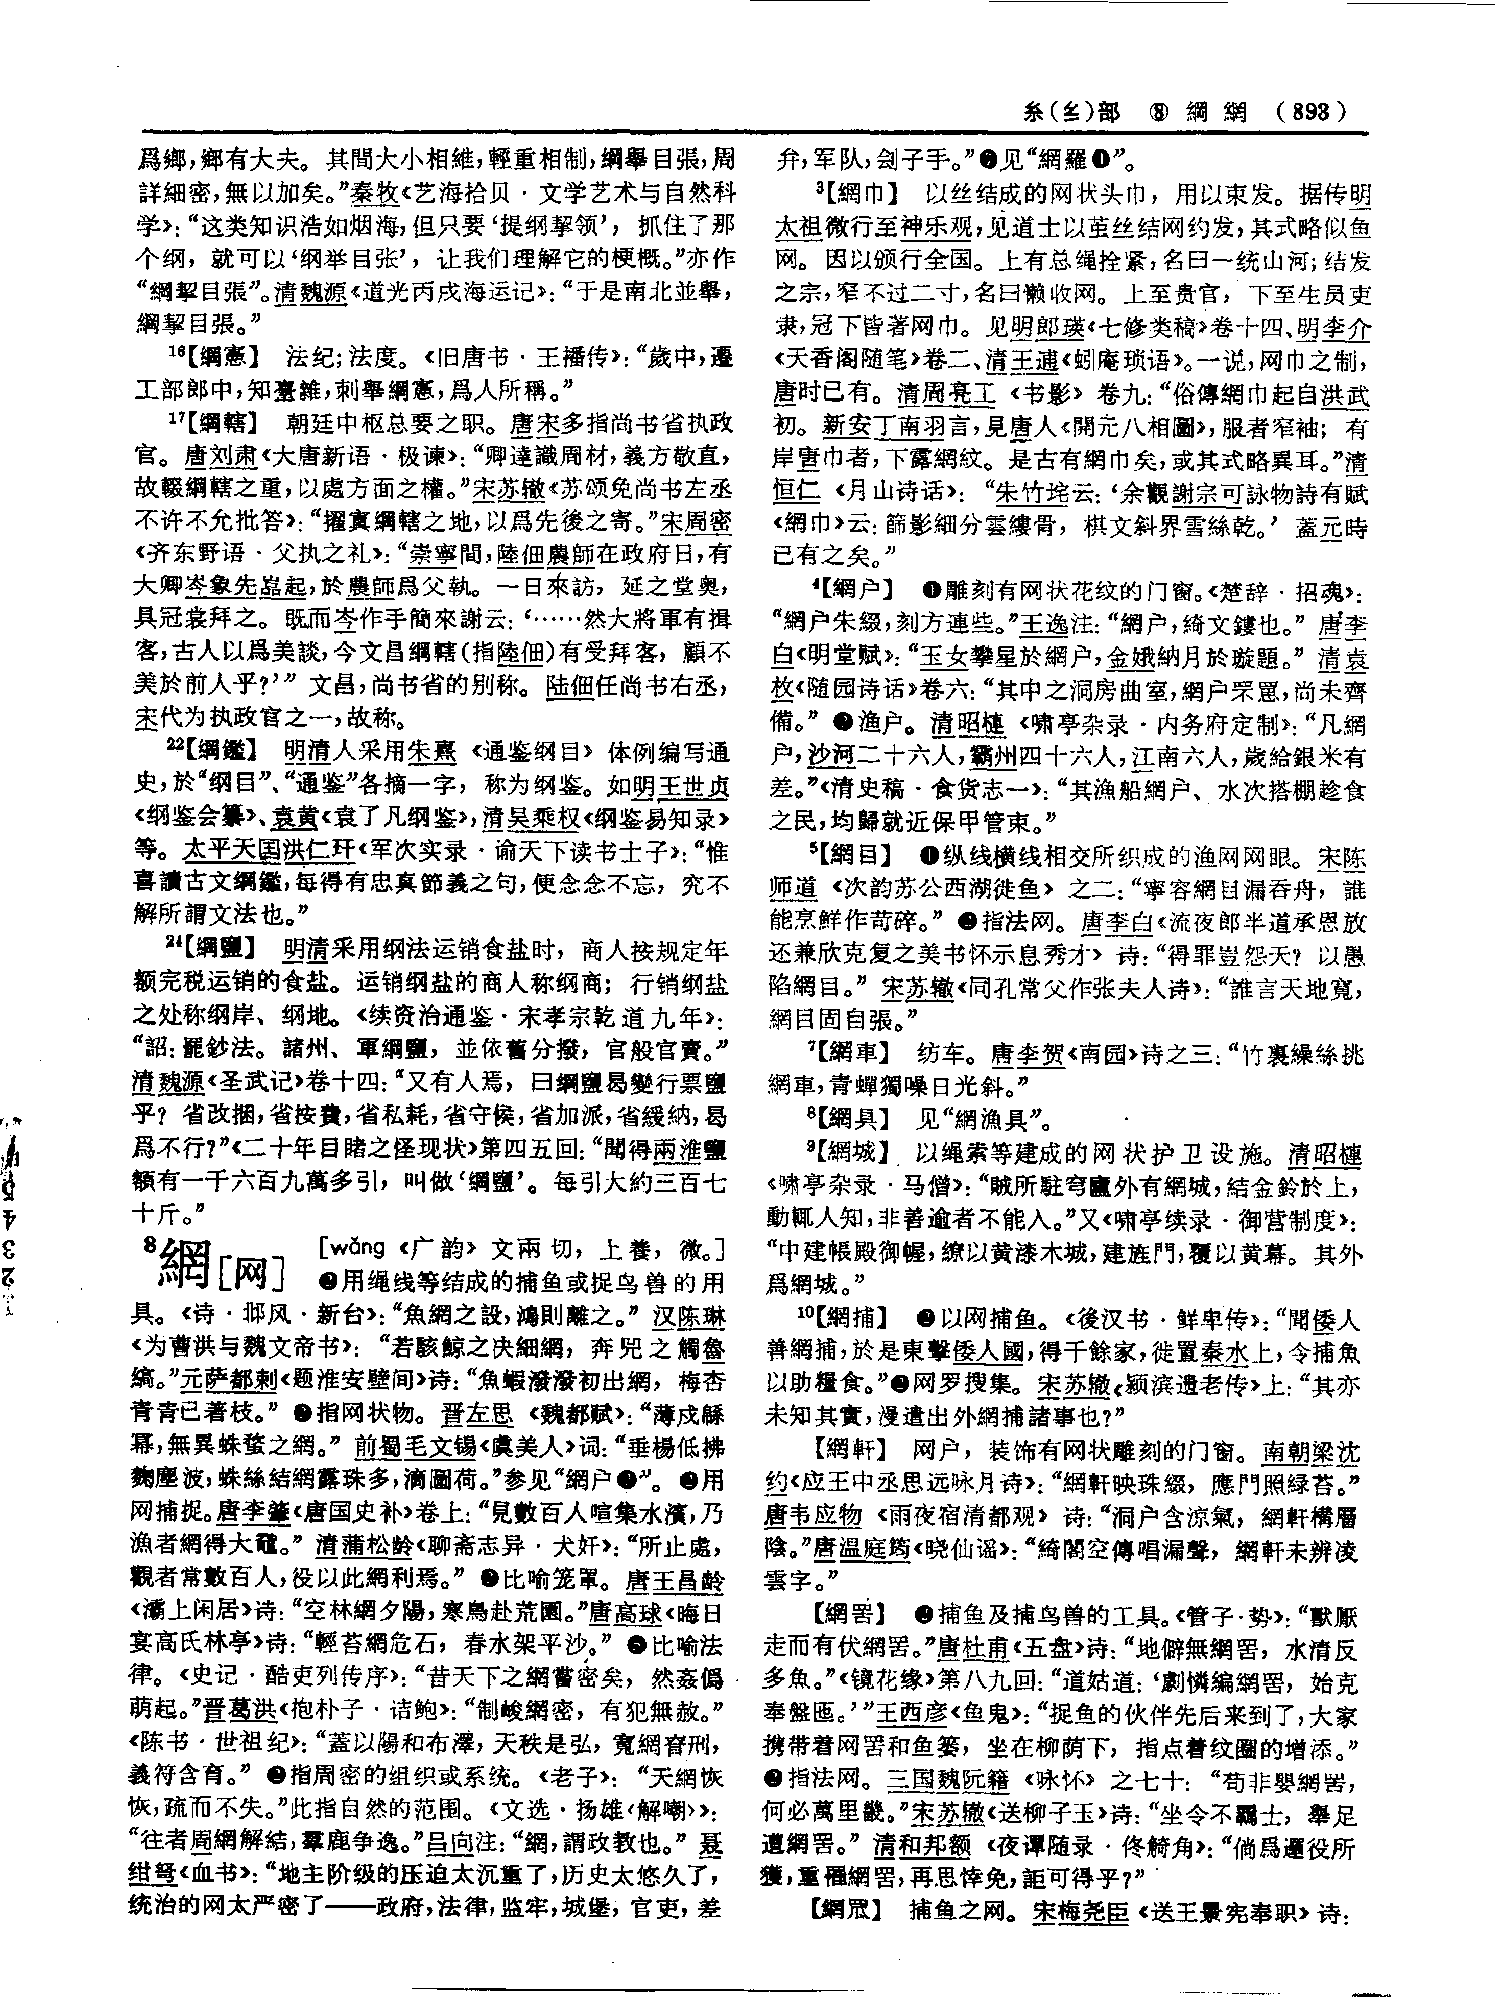 糸(纟)部 ⑧ 綱 網 (893)
爲鄉,鄉有大夫。其間大小相維,輕重相制,綱舉目張,周
詳細密,無以加矣。”秦牧《艺海拾贝·文学艺术与自然科
学》:“这类知识浩如烟海,但只要‘提纲挈领’,抓住了那
个纲,就可以‘纲举目张’,让我们理解它的梗概。”亦作
“綱挈目張”。清魏源《道光丙戌海运记》:“于是南北並舉,
綱挈目張。”
16【綱憲】 法纪;法度。《旧唐书·王播传》:“歲中,遷
工部郎中,知臺雜,刺舉綱憲,爲人所稱。”
17【綱轄】 朝廷中枢总要之职。唐宋多指尚书省执政
官。唐刘肃《大唐新语·极谏》:“卿達識周材,義方敬直,
故輟綱轄之重,以處方面之權。”宋苏辙《苏颂免尚书左丞
不许不允批答》:“擢寘綱轄之地,以爲先後之寄。”宋周密
《齐东野语·父执之礼》:“崇寧間,陸佃農師在政府日,有
大卿岑象先嵒起,於農師爲父執。一日來訪,延之堂奥,
具冠裳拜之。既而岑作手簡來謝云:‘……然大將軍有揖
客,古人以爲美談,今文昌綱轄(指陸佃)有受拜客,顧不
美於前人乎?’” 文昌,尚书省的别称。陆佃任尚书右丞,
宋代为执政官之一,故称。
22【綱鑑】 明清人采用朱熹《通鉴纲目》体例编写通
史,於“纲目”、“通鉴”各摘一字,称为纲鉴。如明王世贞
《纲鉴会纂》、袁黄《袁了凡纲鉴》,清吴乘权《纲鉴易知录》
等。太平天国洪仁玕《军次实录·谕天下读书士子》:“惟
喜讀古文綱鑑,每得有忠真節義之句,便念念不忘,究不
解所謂文法也。”
24【綱鹽】 明清采用纲法运销食盐时,商人按规定年
额完税运销的食盐。运销纲盐的商人称纲商;行销纲盐
之处称纲岸、纲地。《续资治通鉴·宋孝宗乾道九年》:
“詔:罷鈔法。諸州、軍綱鹽,並依舊分撥,官般官賣。”
清魏源《圣武记》卷十四:“又有人焉,曰綱鹽曷變行票鹽
乎?省改捆,省按費,省私耗,省守候,省加派,省緩納,曷
爲不行?”《二十年目睹之怪现状》第四五回:“聞得兩淮鹽
額有一千六百九萬多引,叫做‘綱鹽’。每引大約三百七
十斤。”
8網[网] [wǎng《广韵》文兩切,上養,微。]
❶用绳线等结成的捕鱼或捉鸟兽的用
具。《诗·邶风·新台》:“魚網之設,鴻則離之。”汉陈琳
《为曹洪与魏文帝书》:“若駭鲸之决細網,奔兕之觸魯
縞。”元萨都剌《题淮安壁间》诗:“魚蝦潑潑初出網,梅杏
青青已著枝。”❷指网状物。晋左思《魏都赋》:“薄戍縣
冪,無異蛛蝥之網。”前蜀毛文锡《虞美人》词:“垂楊低拂
麴塵波,蛛絲結網露珠多,滴圓荷。”参见“網户❶”。❸用
网捕捉。唐李肇《唐国史补》卷上:“見數百人喧集水濱,乃
漁者網得大黿。”清蒲松龄《聊斋志异·犬奸》:“所止處,
觀者常數百人,役以此網利焉。”❹比喻笼罩。唐王昌龄
《灞上闲居》诗:“空林網夕陽,寒鳥赴荒園。”唐高球《晦日
宴高氏林亭》诗:“輕苔網危石,春水架平沙。”❺比喻法
律。《史记·酷吏列传序》:“昔天下之網嘗密矣,然姦僞
萌起。”晋葛洪《抱朴子·诘鲍》:“制峻網密,有犯無赦。”
《陈书·世祖纪》:“蓋以陽和布澤,天秩是弘,寬網眚刑,
義符含育。”❻指周密的组织或系统。《老子》:“天網恢
恢,疏而不失。”此指自然的范围。《文选·扬雄〈解嘲〉》:
“往者周網解結,羣鹿争逸。”吕向注:“網,謂政教也。”聂
绀弩《血书》:“地主阶级的压迫太沉重了,历史太悠久了,
统治的网太严密了——政府,法律,监牢,城堡,官吏,差
弁,军队,刽子手。”❼见“網羅❶”。
3【網巾】 以丝结成的网状头巾,用以束发。据传明
太祖微行至神乐观,见道士以茧丝结网约发,其式略似鱼
网。因以颁行全国。上有总绳拴紧,名曰一统山河;结发
之宗,窄不过二寸,名曰懒收网。上至贵官,下至生员吏
隶,冠下皆著网巾。见明郎瑛《七修类稿》卷十四、明李介
《天香阁随笔》卷二、清王逋《蚓庵琐语》。一说,网巾之制,
唐时已有。清周亮工《书影》卷九:“俗傳網巾起自洪武
初。新安丁南羽言,見唐人《開元八相圖》,服者窄袖;有
岸唐巾者,下露網紋。是古有網巾矣,或其式略異耳。”清
恒仁《月山诗话》:“朱竹垞云:‘余觀謝宗可詠物詩有賦
《網巾》云:篩影細分雲縷骨,棋文斜界雪絲乾。’蓋元時
已有之矣。”
4【網户】 ❶雕刻有网状花纹的门窗。《楚辞·招魂》:
“網户朱綴,刻方連些。”王逸注:“網户,綺文鏤也。”唐李
白《明堂赋》:“玉女攀星於網户,金娥納月於璇題。”清袁
枚《随园诗话》卷六:“其中之洞房曲室,網户罘罳,尚未齊
備。”❷渔户。清昭梿《啸亭杂录·内务府定制》:“凡網
户,沙河二十六人,霸州四十六人,江南六人,歲給銀米有
差。”《清史稿·食货志一》:“其漁船網户、水次搭棚趁食
之民,均歸就近保甲管束。”
5【網目】 ❶纵线横线相交所织成的渔网网眼。宋陈
师道《次韵苏公西湖徙鱼》之二:“寧容網目漏吞舟,誰
能烹鮮作苛碎。”❷指法网。唐李白《流夜郎半道承恩放
还兼欣克复之美书怀示息秀才》诗:“得罪豈怨天?以愚
陷網目。”宋苏辙《同孔常父作张夫人诗》:“誰言天地寬,
網目固自張。”
7【網車】 纺车。唐李贺《南园》诗之三:“竹裏繰絲挑
網車,青蟬獨噪日光斜。”
8【網具】 见“網漁具”。
9【網城】 以绳索等建成的网状护卫设施。清昭梿
《啸亭杂录·马僧》:“賊所駐穹廬外有網城,結金鈴於上,
動輒人知,非善逾者不能入。”又《啸亭续录·御营制度》:
“中建帳殿御幄,繚以黄漆木城,建旌門,覆以黄幕。其外
爲網城。”
10【網捕】 ❶以网捕鱼。《後汉书·鲜卑传》:“聞倭人
善網捕,於是東擊倭人國,得千餘家,徙置秦水上,令捕魚
以助糧食。”❷网罗搜集。宋苏辙《颍滨遗老传》上:“其亦
未知其實,漫遣出外網捕諸事也?”
【網軒】 网户,装饰有网状雕刻的门窗。南朝梁沈
约《应王中丞思远咏月诗》:“網軒映珠綴,應門照緑苔。”
唐韦应物《雨夜宿清都观》诗:“洞户含涼氣,網軒構層
陰。”唐温庭筠《晓仙谣》:“綺閣空傳唱漏聲,網軒未辨凌
雲字。”
【網罟】 ❶捕鱼及捕鸟兽的工具。《管子·势》:“獸厭
走而有伏網罟。”唐杜甫《五盘》诗:“地僻無網罟,水清反
多魚。”《镜花缘》第八九回:“道姑道:‘劇憐編網罟,始克
奉盤匜。’”王西彦《鱼鬼》:“捉鱼的伙伴先后来到了,大家
携带着网罟和鱼篓,坐在柳荫下,指点着纹圈的增添。”
❷指法网。三国魏阮籍《咏怀》之七十:“苟非嬰網罟,
何必萬里畿。”宋苏辙《送柳子玉》诗:“坐令不羈士,舉足
遭網罟。”清和邦额《夜谭随录·佟觭角》:“倘爲邏役所
獲,重罹網罟,再思悻免,詎可得乎?”
【網罛】 捕鱼之网。宋梅尧臣《送王景宪奉职》诗: